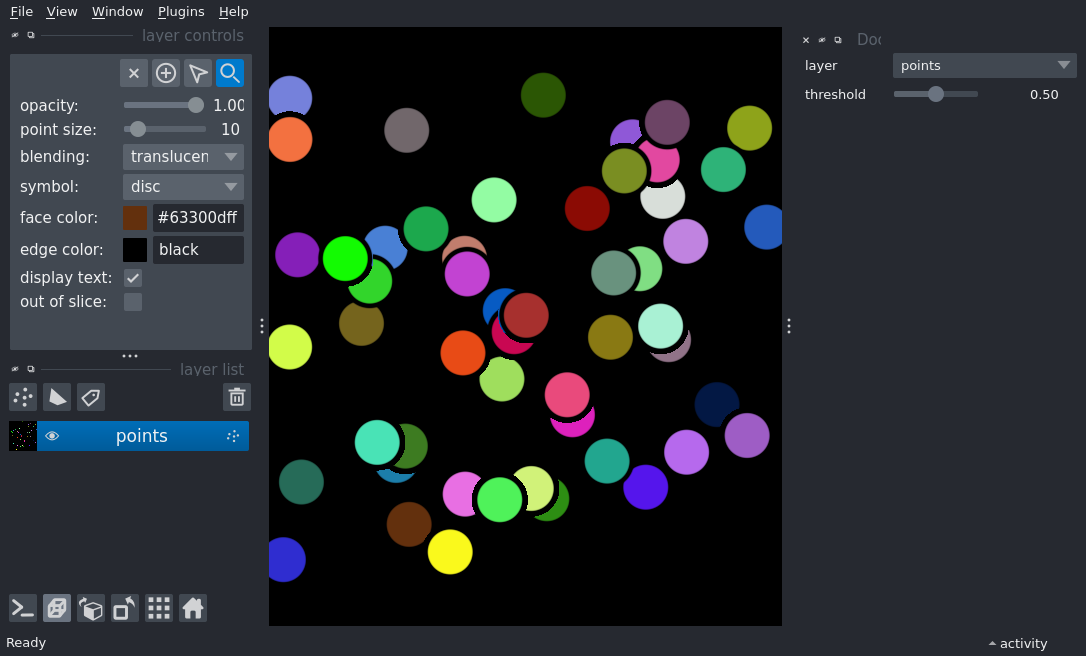 File View Window Plugins Help
layer controls
opacity: 1.00
point size: 10
blending: translucen
symbol: disc
face color: #63300dff
edge color: black
display text:
out of slice:
layer list
points
Ready
Doc
layer points
threshold 0.50
activity